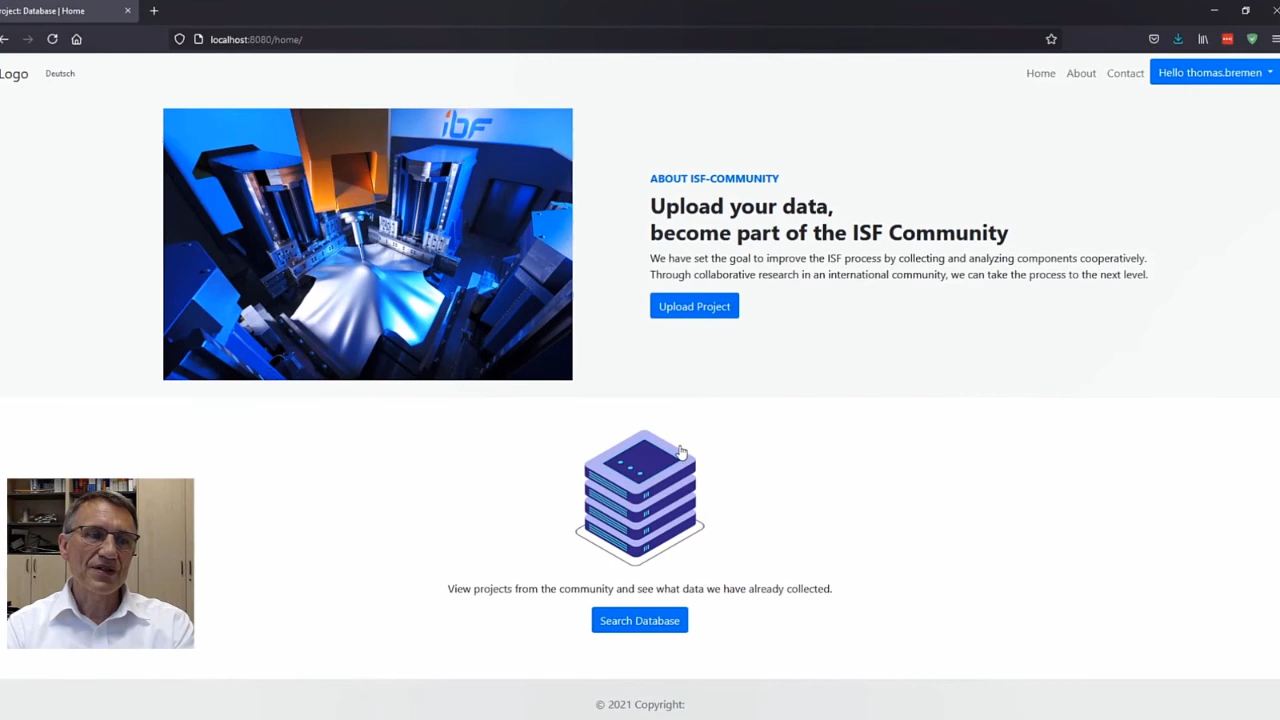 roject: Database | Home
localhost:8080/home/
Logo
Deutsch
Home
About
Contact
Hello thomas.bremen
ibf
ABOUT ISF-COMMUNITY
Upload your data,
become part of the ISF Community
We have set the goal to improve the ISF process by collecting and analyzing components cooperatively.
Through collaborative research in an international community, we can take the process to the next level.
Upload Project
View projects from the community and see what data we have already collected.
Search Database
© 2021 Copyright: